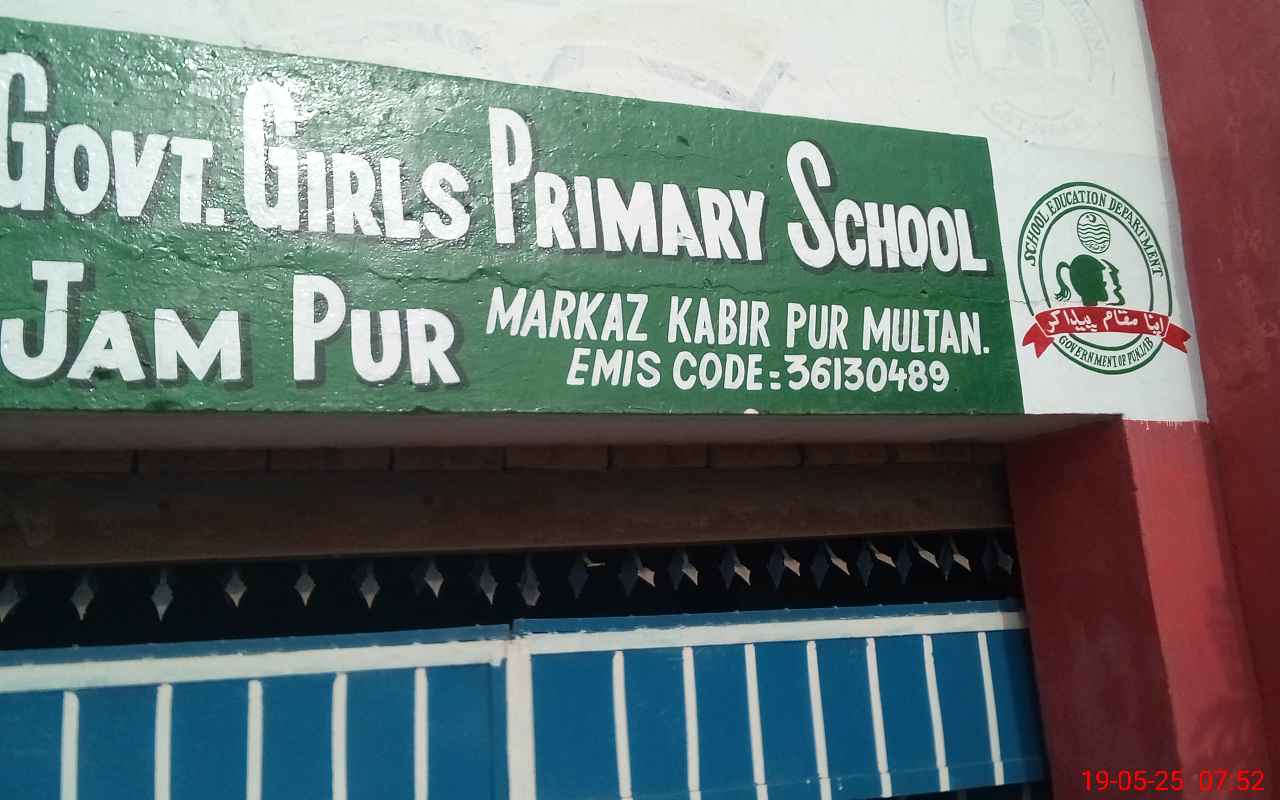 GOVT. GIRLS PRIMARY SCHOOL
JAM PUR
MARKAZ KABIR PUR MULTAN.
EMIS CODE=36130489
SCHOOL EDUCATION DEPARTMENT
اپنا مقام پیدا کر
GOVERNMENT OF PUNJAB
19-05-25 07:52